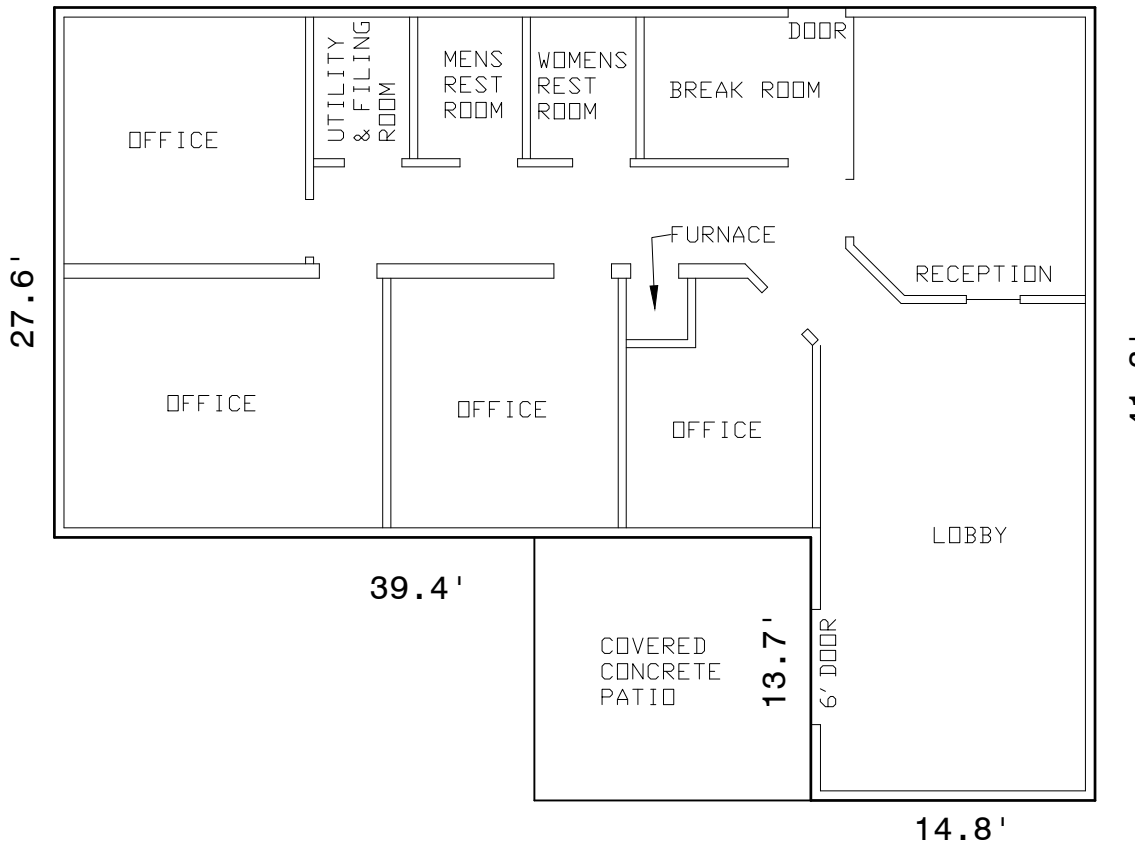 DOOR
UTILITY
& FILING
ROOM
MENS
REST
ROOM
WOMENS
REST
ROOM
BREAK ROOM
OFFICE
FURNACE
RECEPTION
27.6'
OFFICE
OFFICE
OFFICE
LOBBY
39.4'
COVERED
CONCRETE
PATIO
13.7'
6' DOOR
14.8'